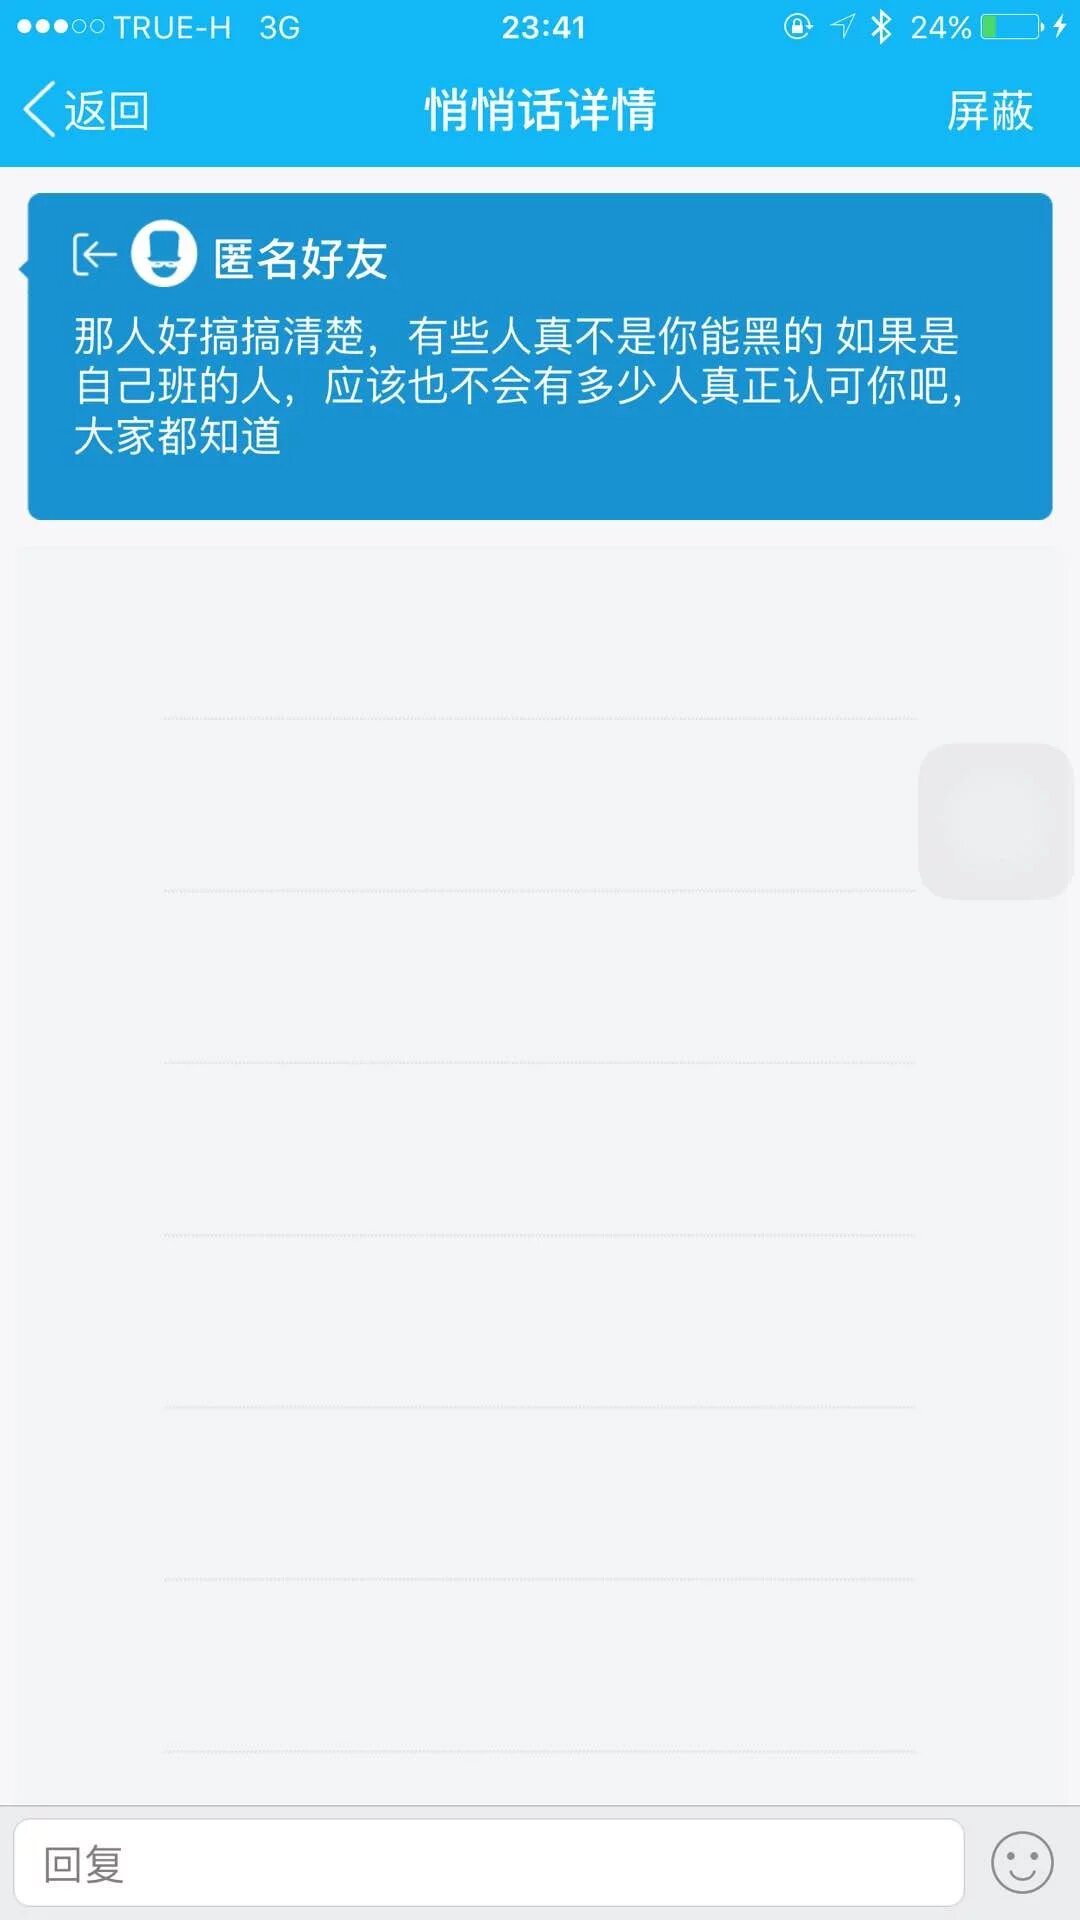 TRUE-H 3G 23:41 24%
返回 悄悄话详情 屏蔽
匿名好友
那人好搞搞清楚，有些人真不是你能黑的 如果是
自己班的人，应该也不会有多少人真正认可你吧，
大家都知道
回复